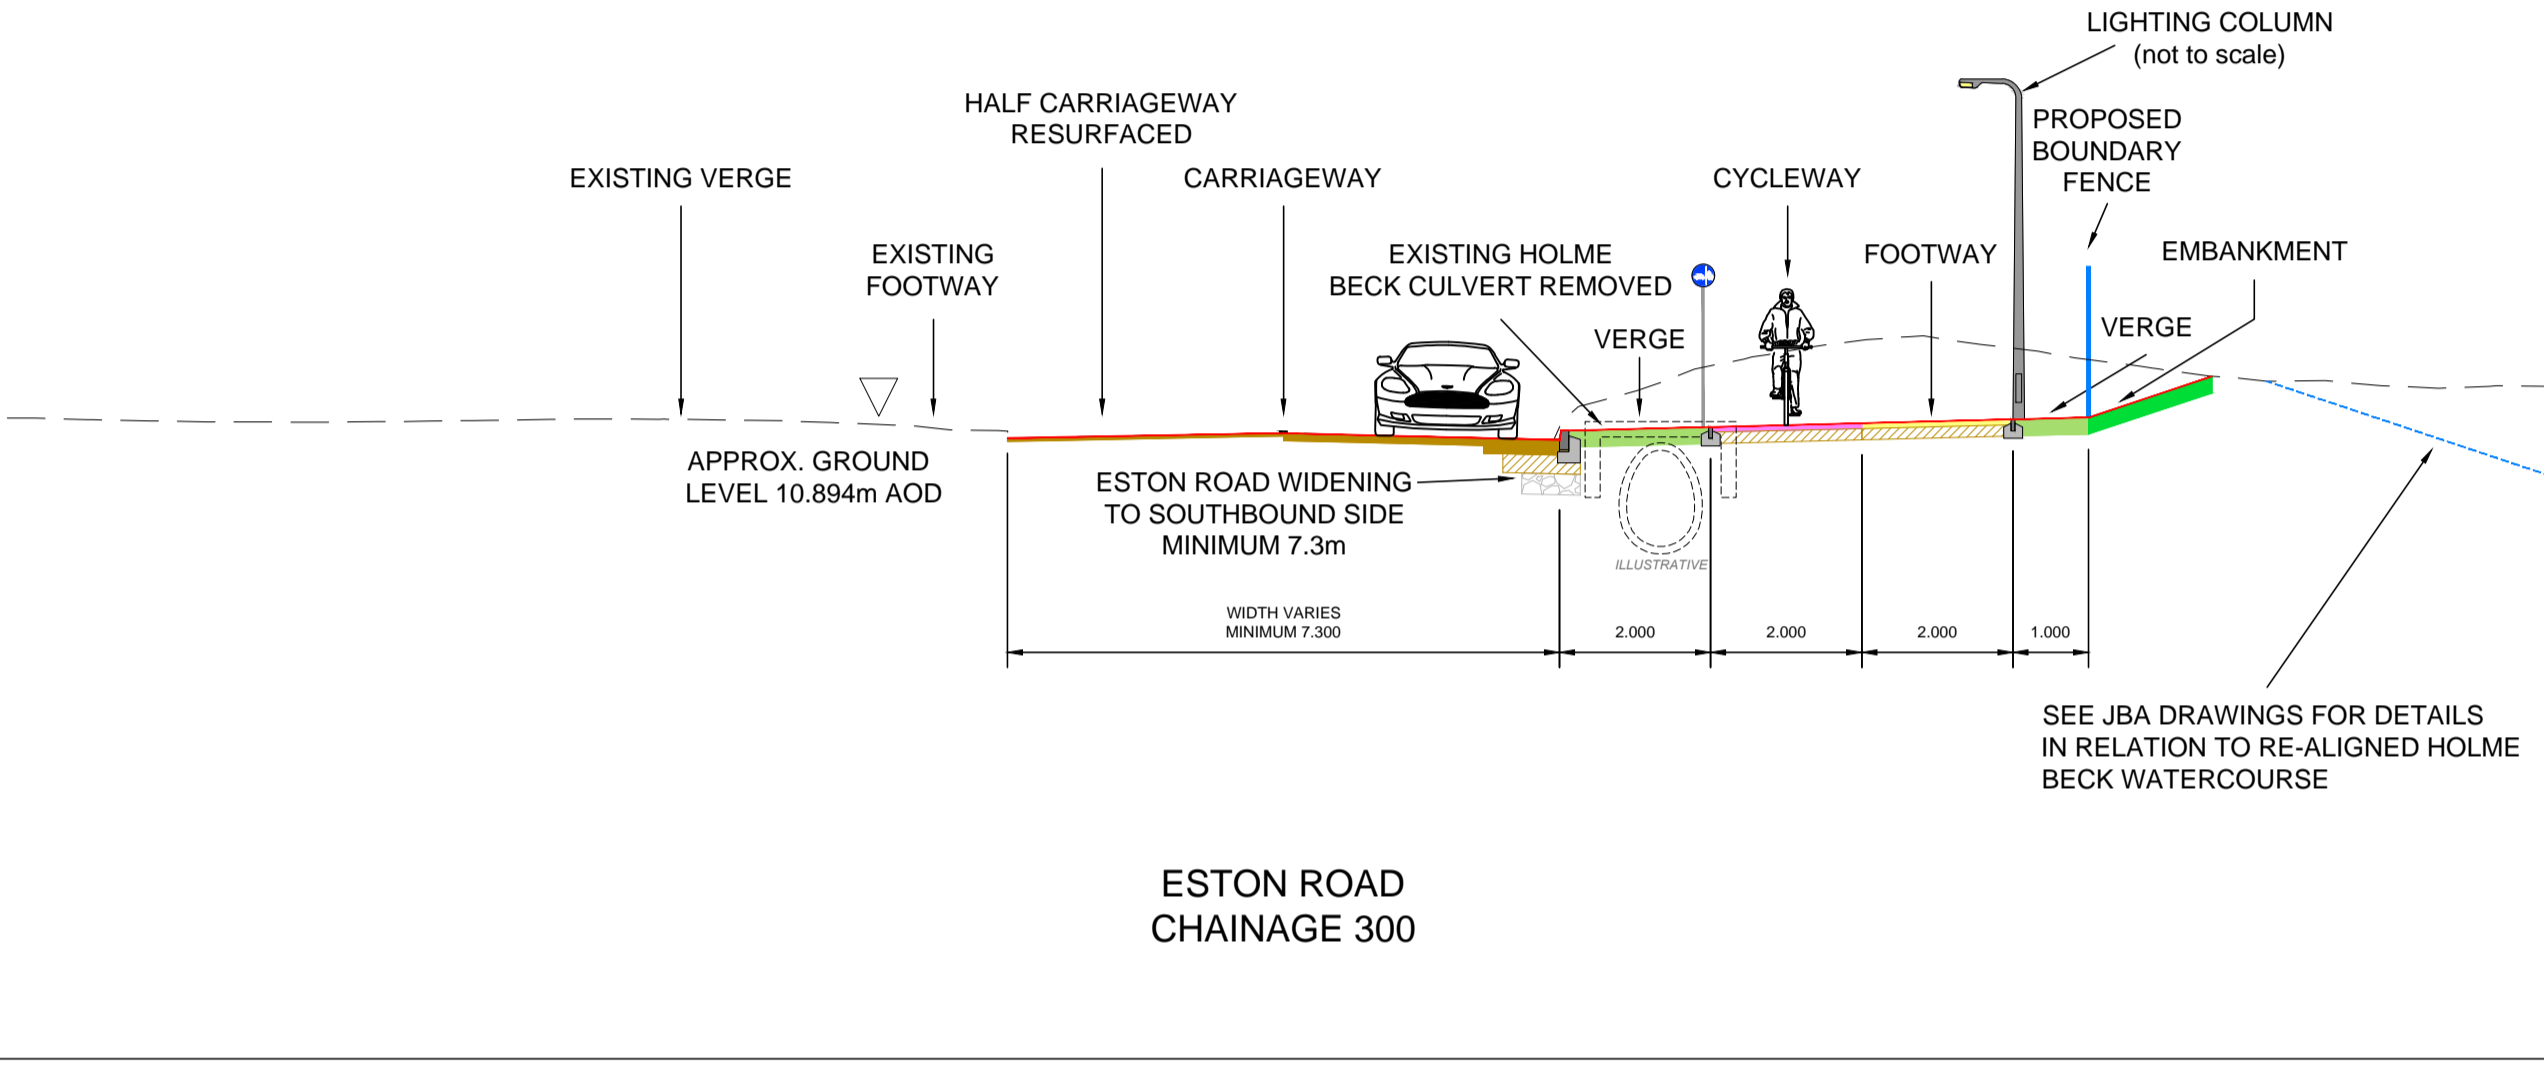 LIGHTING COLUMN
(not to scale)
HALF CARRIAGEWAY
RESURFACED
PROPOSED
BOUNDARY
FENCE
EXISTING VERGE
CARRIAGEWAY
CYCLEWAY
EXISTING
FOOTWAY
EXISTING HOLME
BECK CULVERT REMOVED
FOOTWAY
EMBANKMENT
VERGE
VERGE
APPROX. GROUND
LEVEL 10.894m AOD
ESTON ROAD WIDENING
TO SOUTHBOUND SIDE
MINIMUM 7.3m
ILLUSTRATIVE
WIDTH VARIES
MINIMUM 7.300
2.000
2.000
2.000
1.000
SEE JBA DRAWINGS FOR DETAILS
IN RELATION TO RE-ALIGNED HOLME
BECK WATERCOURSE
ESTON ROAD
CHAINAGE 300